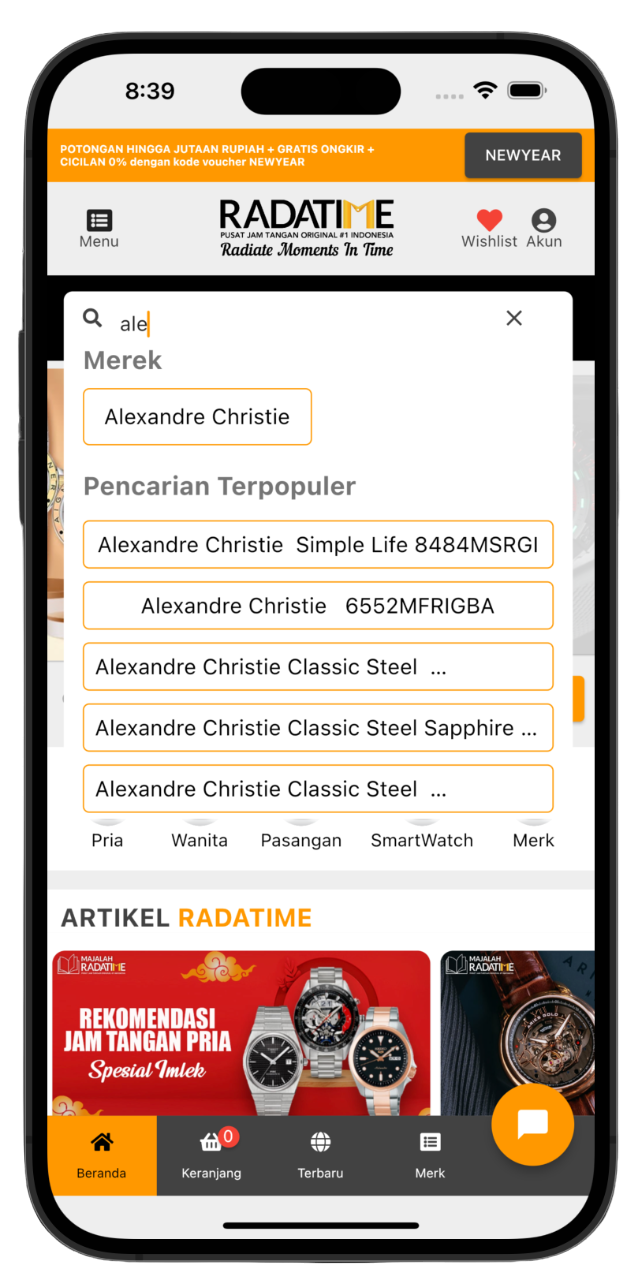 8:39
POTONGAN HINGGA JUTAAN RUPIAH + GRATIS ONGKIR +
CICILAN 0% dengan kode voucher NEWYEAR
NEWYEAR
Menu
RADATIME
PUSAT JAM TANGAN ORIGINAL #1 INDONESIA
Radiate Moments In Time
Wishlist Akun
ale
Merek
Alexandre Christie
Pencarian Terpopuler
Alexandre Christie Simple Life 8484MSRGI
Alexandre Christie 6552MFRIGBA
Alexandre Christie Classic Steel ...
Alexandre Christie Classic Steel Sapphire ...
Alexandre Christie Classic Steel ...
Pria Wanita Pasangan SmartWatch Merk
ARTIKEL RADATIME
MAJALAH
RADATIME
REKOMENDASI
JAM TANGAN PRIA
Spesial Imlek
MAJALAH
RADATIME
0
Beranda Keranjang Terbaru Merk